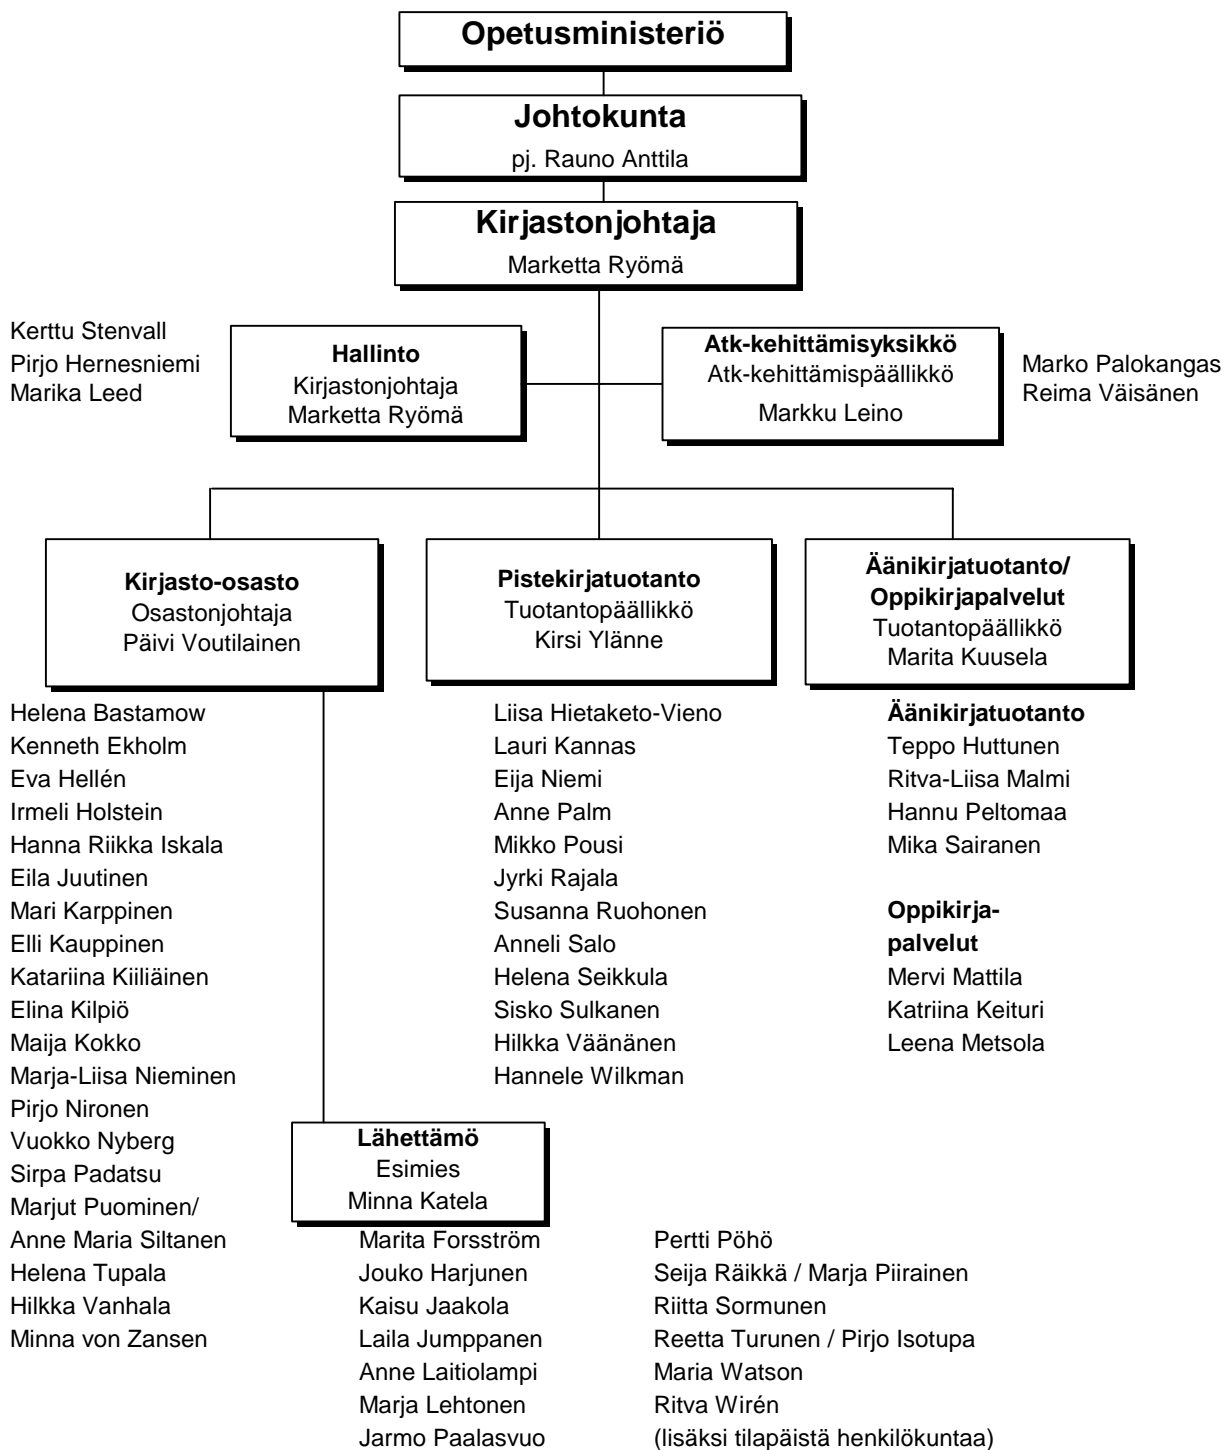 Opetusministeriö
Johtokunta
pj. Rauno Anttila
Kirjastonjohtaja
Marketta Ryömä
Kerttu Stenvall
Pirjo Hernesniemi
Marika Leed
Hallinto
Kirjastonjohtaja
Marketta Ryömä
Atk-kehittämisyksikkö
Atk-kehittämispäällikkö
Markku Leino
Marko Palokangas
Reima Väisänen
Kirjasto-osasto
Osastonjohtaja
Päivi Voutilainen
Pistekirjatuotanto
Tuotantopäällikkö
Kirsi Ylänne
Äänikirjatuotanto/
Oppikirjapalvelut
Tuotantopäällikkö
Marita Kuusela
Helena Bastamow
Kenneth Ekholm
Eva Hellén
Irmeli Holstein
Hanna Riikka Iskala
Eila Juutinen
Mari Karppinen
Elli Kauppinen
Katariina Kiiliäinen
Elina Kilpiö
Maija Kokko
Marja-Liisa Nieminen
Pirjo Nironen
Vuokko Nyberg
Sirpa Padatsu
Marjut Puominen/
Anne Maria Siltanen
Helena Tupala
Hilkka Vanhala
Minna von Zansen
Liisa Hietaketo-Vieno
Lauri Kannas
Eija Niemi
Anne Palm
Mikko Pousi
Jyrki Rajala
Susanna Ruohonen
Anneli Salo
Helena Seikkula
Sisko Sulkanen
Hilkka Väänänen
Hannele Wilkman
Äänikirjatuotanto
Teppo Huttunen
Ritva-Liisa Malmi
Hannu Peltomaa
Mika Sairanen
Oppikirja-
palvelut
Mervi Mattila
Katriina Keituri
Leena Metsola
Lähettämö
Esimies
Minna Katela
Marita Forsström
Jouko Harjunen
Kaisu Jaakola
Laila Jumppanen
Anne Laitiolampi
Marja Lehtonen
Jarmo Paalasvuo
Pertti Pöhö
Seija Räikkä / Marja Piirainen
Riitta Sormunen
Reetta Turunen / Pirjo Isotupa
Maria Watson
Ritva Wirén
(lisäksi tilapäistä henkilökuntaa)